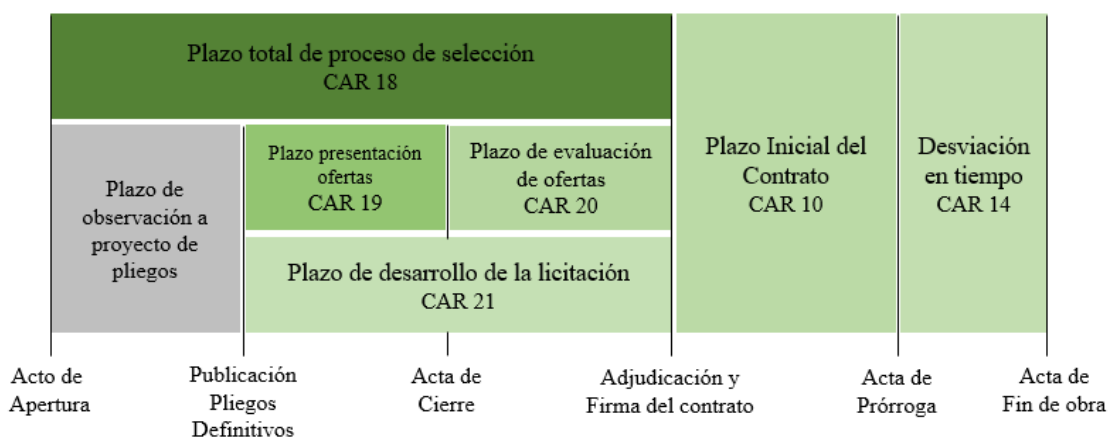 Plazo total de proceso de selección
CAR 18
Plazo de
observación a
proyecto de
pliegos
Plazo presentación
ofertas
CAR 19
Plazo de evaluación
de ofertas
CAR 20
Plazo de desarrollo de la licitación
CAR 21
Plazo Inicial del
Contrato
CAR 10
Desviación
en tiempo
CAR 14
Acto de
Apertura
Publicación
Pliegos
Definitivos
Acta de
Cierre
Adjudicación y
Firma del contrato
Acta de
Prórroga
Acta de
Fin de obra